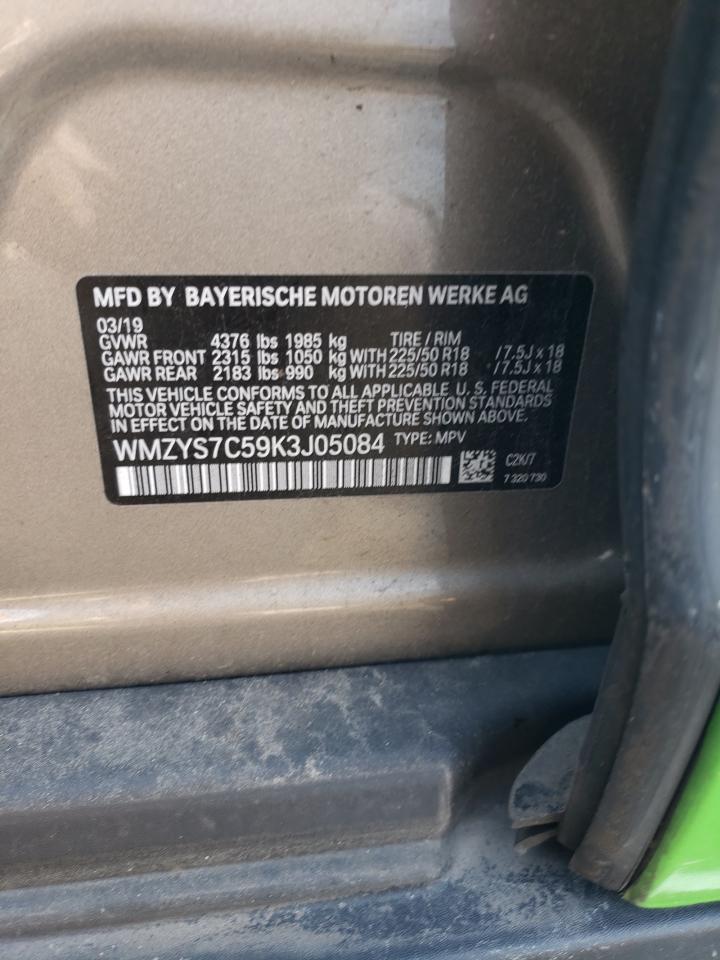 MFD BY BAYERISCHE MOTOREN WERKE AG
03/19
GVWR 4376 lbs 1985 kg TIRE / RIM
GAWR FRONT 2315 lbs 1050 kg WITH 225/50 R18 / 7.5J x 18
GAWR REAR 2183 lbs 990 kg WITH 225/50 R18 / 7.5J x 18
THIS VEHICLE CONFORMS TO ALL APPLICABLE U. S. FEDERAL
MOTOR VEHICLE SAFETY AND THEFT PREVENTION STANDARDS
IN EFFECT ON THE DATE OF MANUFACTURE SHOWN ABOVE.
WMZYS7C59K3J05084 TYPE: MPV
C2K/7
7 320 730